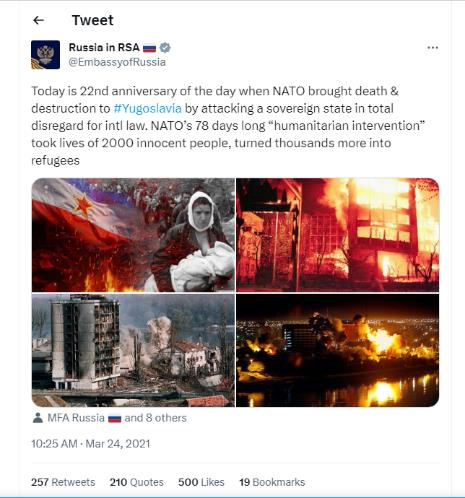 Tweet
Russia in RSA 🇷🇺
@EmbassyofRussia
Today is 22nd anniversary of the day when NATO brought death &
destruction to #Yugoslavia by attacking a sovereign state in total
disregard for intl law. NATO's 78 days long “humanitarian intervention”
took lives of 2000 innocent people, turned thousands more into
refugees
MFA Russia 🇷🇺 and 8 others
10:25 AM · Mar 24, 2021
257 Retweets 210 Quotes 500 Likes 19 Bookmarks